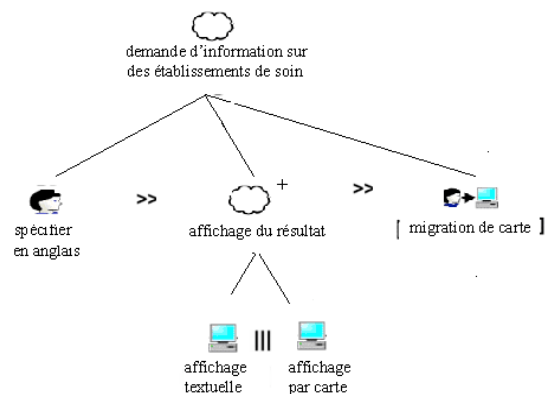 demande d'information sur
des établissements de soin
>>
+
>>
spécifier
en anglais
affichage du résultat
[ migration de carte ]
|||
affichage
textuelle
affichage
par carte